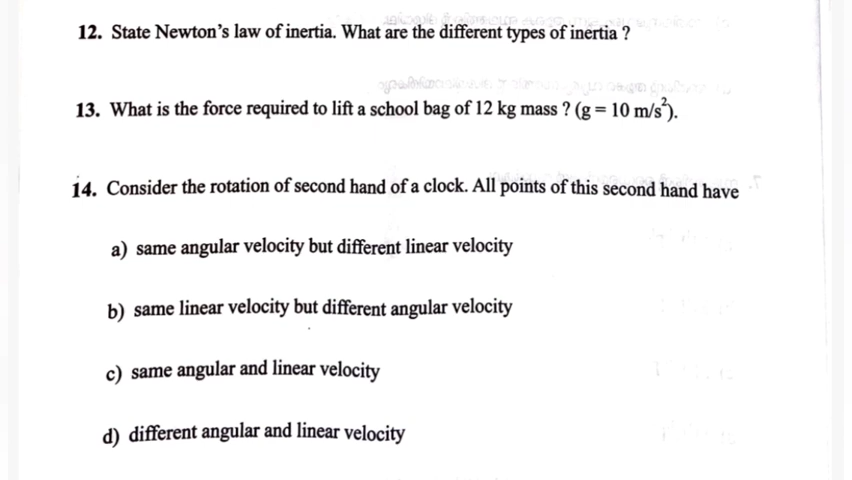 12. State Newton's law of inertia. What are the different types of inertia ?
13. What is the force required to lift a school bag of 12 kg mass ? (g = 10 m/s²).
14. Consider the rotation of second hand of a clock. All points of this second hand have
a) same angular velocity but different linear velocity
b) same linear velocity but different angular velocity
c) same angular and linear velocity
d) different angular and linear velocity